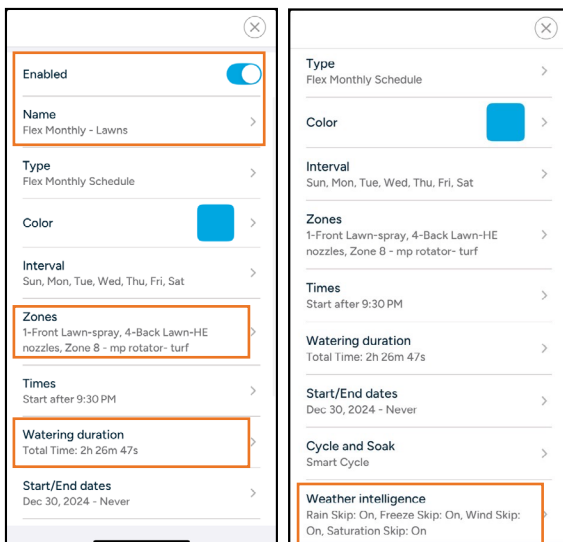 Enabled
Name
Flex Monthly - Lawns
Type
Flex Monthly Schedule
Color
Interval
Sun, Mon, Tue, Wed, Thu, Fri, Sat
Zones
1-Front Lawn-spray, 4-Back Lawn-HE
nozzles, Zone 8 - mp rotator- turf
Times
Start after 9:30 PM
Watering duration
Total Time: 2h 26m 47s
Start/End dates
Dec 30, 2024 - Never
Type
Flex Monthly Schedule
Color
Interval
Sun, Mon, Tue, Wed, Thu, Fri, Sat
Zones
1-Front Lawn-spray, 4-Back Lawn-HE
nozzles, Zone 8 - mp rotator- turf
Times
Start after 9:30 PM
Watering duration
Total Time: 2h 26m 47s
Start/End dates
Dec 30, 2024 - Never
Cycle and Soak
Smart Cycle
Weather intelligence
Rain Skip: On, Freeze Skip: On, Wind Skip:
On, Saturation Skip: On